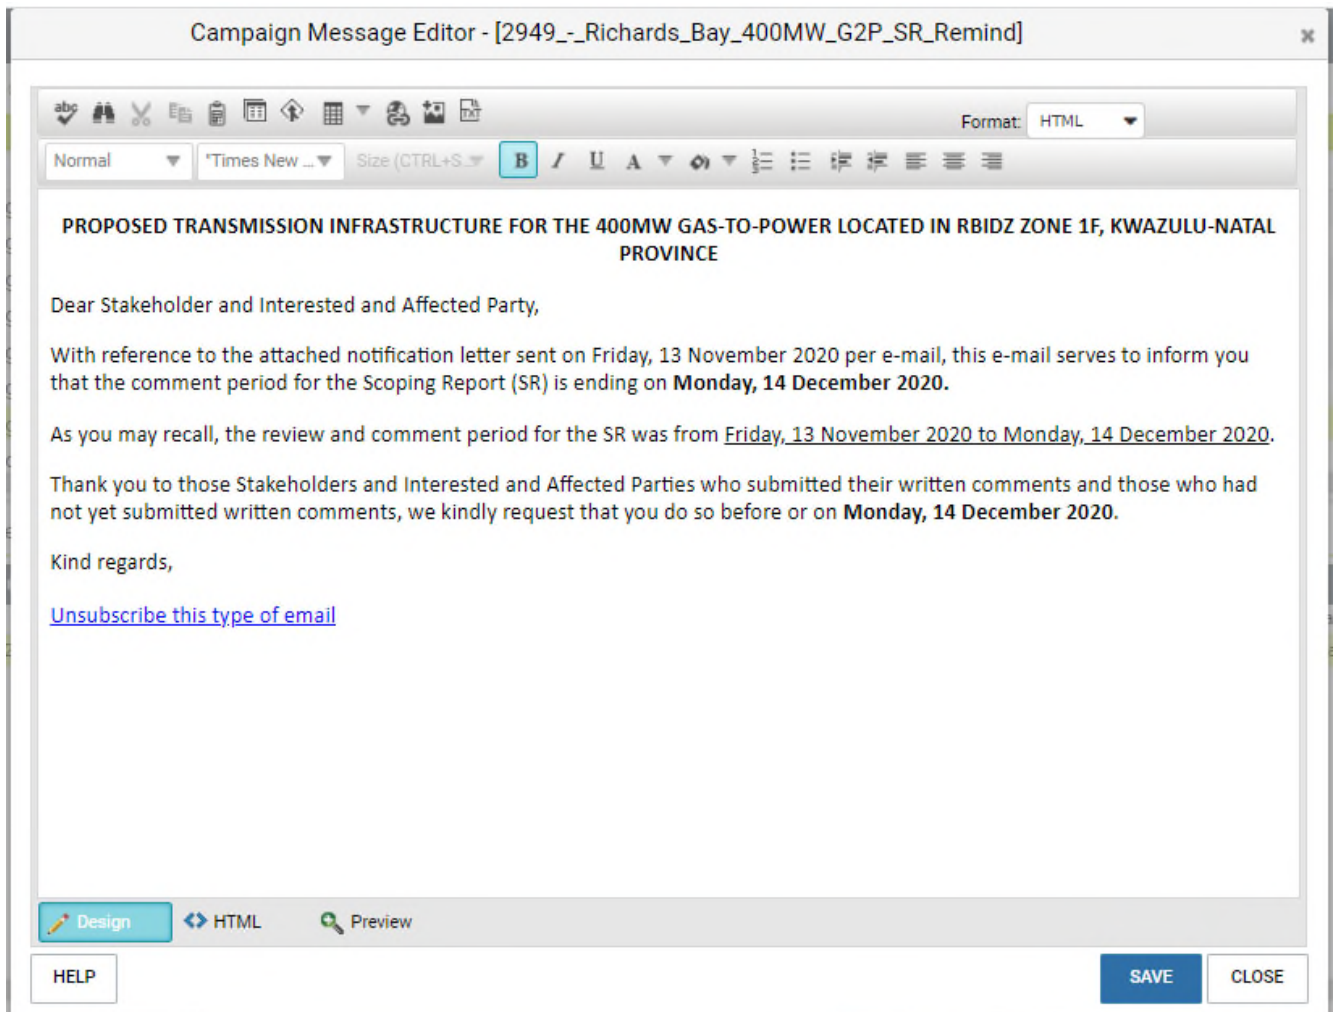 Campaign Message Editor - [2949_-_Richards_Bay_400MW_G2P_SR_Remind]
abc
TXT
Format: HTML
Normal "Times New ... Size (CTRL+S... B I U A
PROPOSED TRANSMISSION INFRASTRUCTURE FOR THE 400MW GAS-TO-POWER LOCATED IN RBIDZ ZONE 1F, KWAZULU-NATAL
PROVINCE
Dear Stakeholder and Interested and Affected Party,
With reference to the attached notification letter sent on Friday, 13 November 2020 per e-mail, this e-mail serves to inform you
that the comment period for the Scoping Report (SR) is ending on Monday, 14 December 2020.
As you may recall, the review and comment period for the SR was from Friday, 13 November 2020 to Monday, 14 December 2020.
Thank you to those Stakeholders and Interested and Affected Parties who submitted their written comments and those who had
not yet submitted written comments, we kindly request that you do so before or on Monday, 14 December 2020.
Kind regards,
Unsubscribe this type of email
Design HTML Preview
HELP SAVE CLOSE